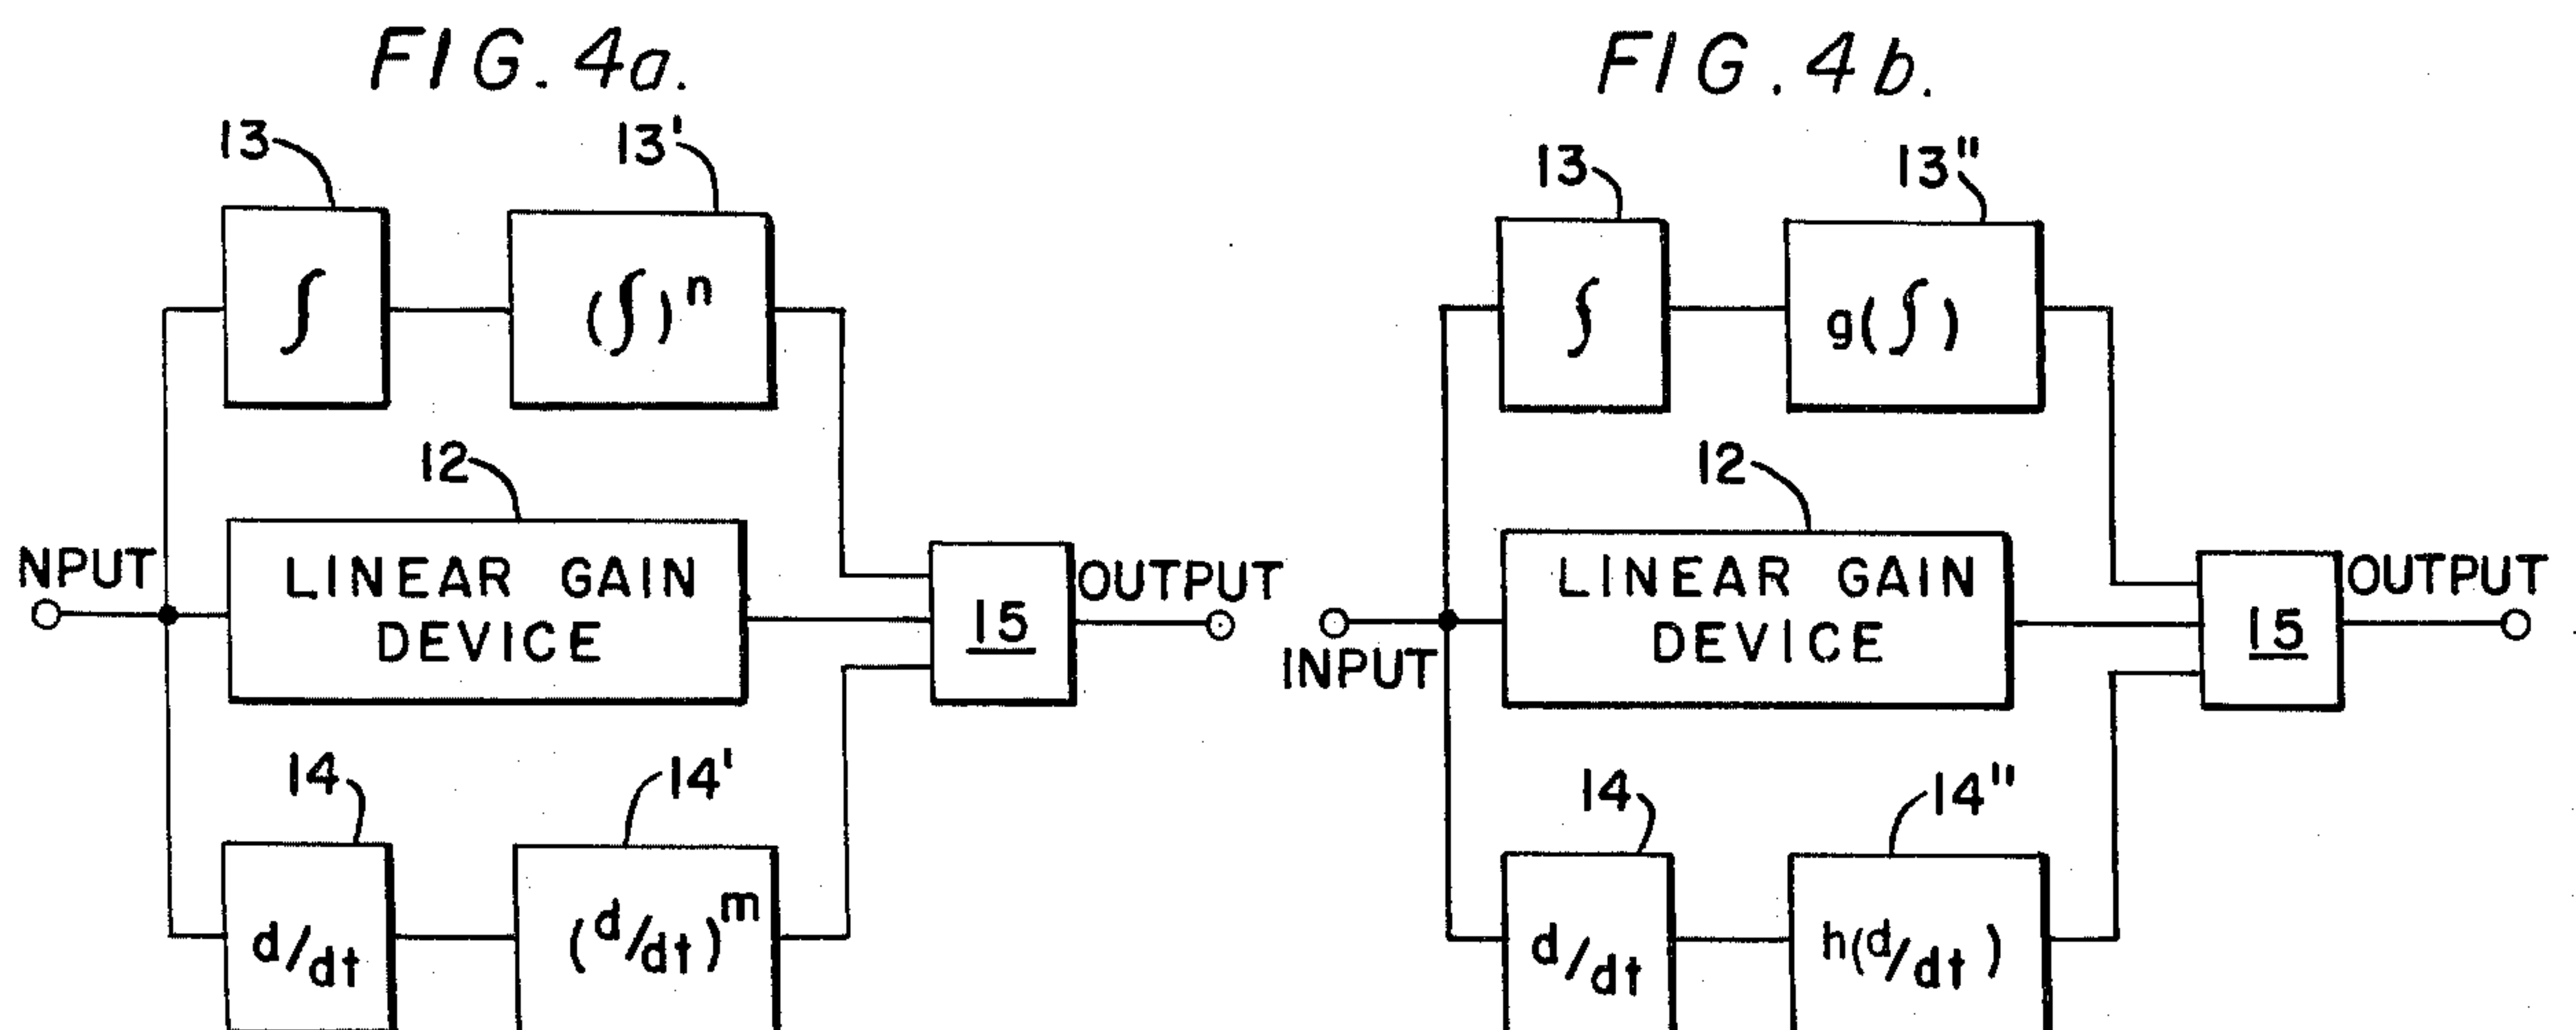 FIG. 4a.
13
13'
∫
(∫)ⁿ
12
NPUT
LINEAR GAIN
DEVICE
15
OUTPUT
14
14'
d/dt
(d/dt)ᵐ
FIG. 4b.
13
13"
∫
g(∫)
12
INPUT
LINEAR GAIN
DEVICE
15
OUTPUT
14
14"
d/dt
h(d/dt)